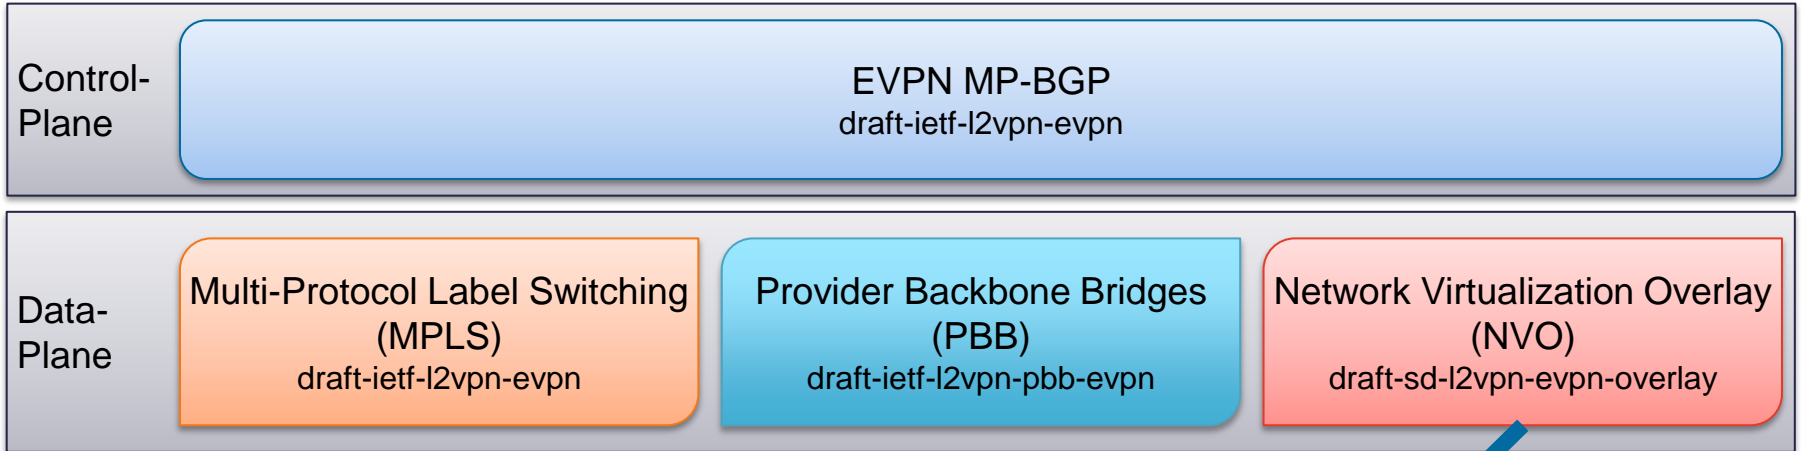 Control-
Plane
EVPN MP-BGP
draft-ietf-l2vpn-evpn
Data-
Plane
Multi-Protocol Label Switching
(MPLS)
draft-ietf-l2vpn-evpn
Provider Backbone Bridges
(PBB)
draft-ietf-l2vpn-pbb-evpn
Network Virtualization Overlay
(NVO)
draft-sd-l2vpn-evpn-overlay